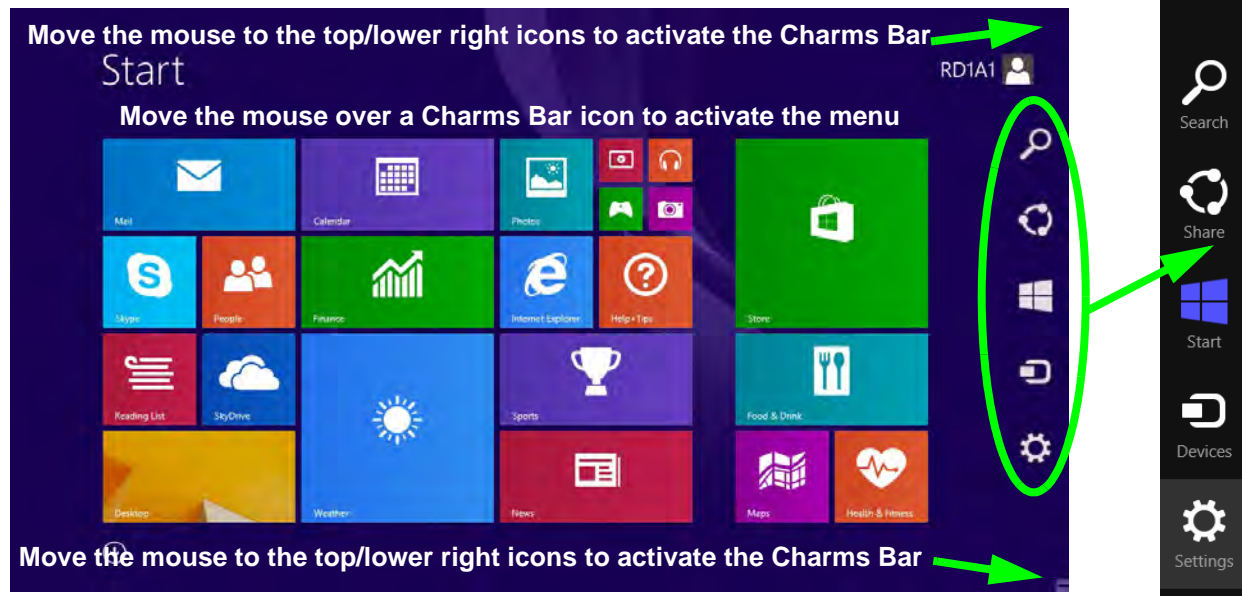 Move the mouse to the top/lower right icons to activate the Charms Bar
Start
RD1A1
Move the mouse over a Charms Bar icon to activate the menu
Mail
Calendar
Photos
Skype
People
Finance
Internet Explorer
Help+Tips
Store
Reading List
SkyDrive
Sports
Food & Drink
Desktop
Weather
News
Maps
Health & Fitness
Move the mouse to the top/lower right icons to activate the Charms Bar
Search
Share
Start
Devices
Settings